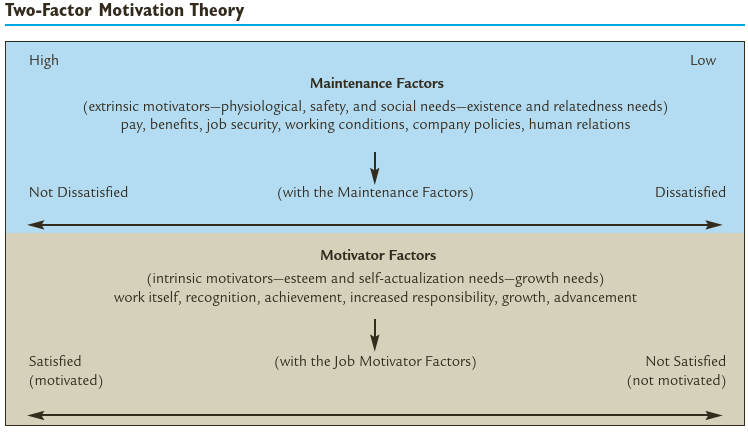 Two-Factor Motivation Theory
High
Low
Maintenance Factors
(extrinsic motivators—physiological, safety, and social needs—existence and relatedness needs)
pay, benefits, job security, working conditions, company policies, human relations
Not Dissatisfied
(with the Maintenance Factors)
Dissatisfied
Motivator Factors
(intrinsic motivators—esteem and self-actualization needs—growth needs)
work itself, recognition, achievement, increased responsibility, growth, advancement
Satisfied
(motivated)
(with the Job Motivator Factors)
Not Satisfied
(not motivated)